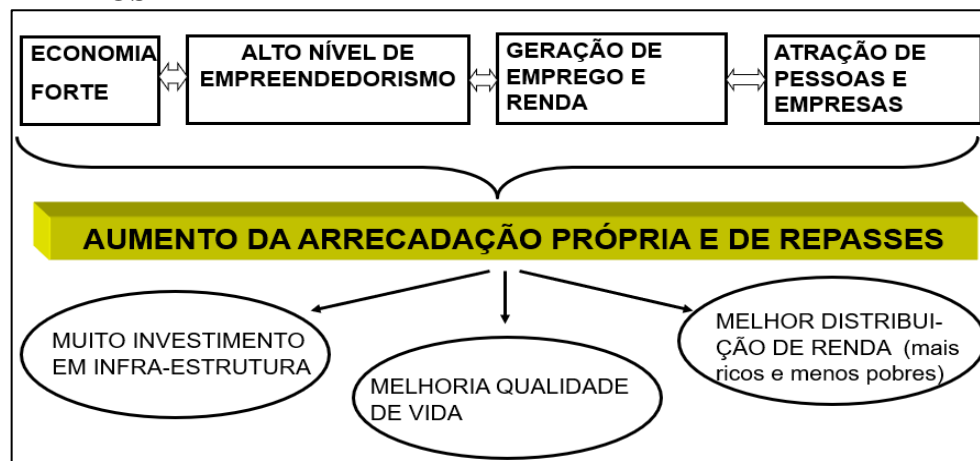 ECONOMIA
FORTE
ALTO NÍVEL DE
EMPREENDEDORISMO
GERAÇÃO DE
EMPREGO E
RENDA
ATRAÇÃO DE
PESSOAS E
EMPRESAS
AUMENTO DA ARRECADAÇÃO PRÓPRIA E DE REPASSES
MUITO INVESTIMENTO
EM INFRA-ESTRUTURA
MELHORIA QUALIDADE
DE VIDA
MELHOR DISTRIBUI-
ÇÃO DE RENDA (mais
ricos e menos pobres)